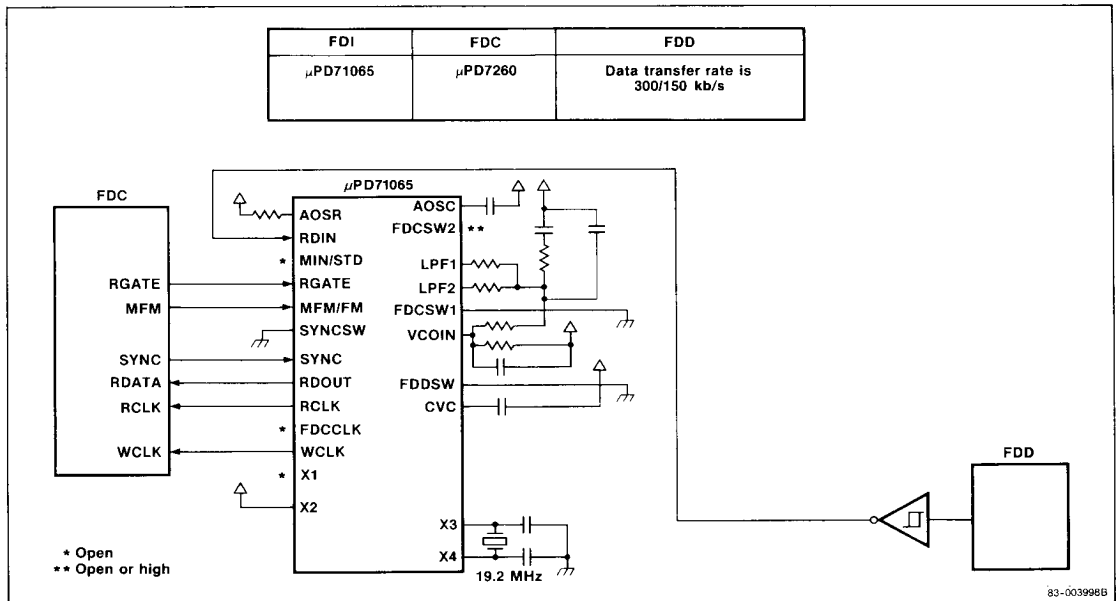 FDI FDC FDD
μPD71065 μPD7260 Data transfer rate is
300/150 kb/s
FDC
RGATE
MFM
SYNC
RDATA
RCLK
WCLK
μPD71065
AOSR
RDIN
* MIN/STD
RGATE
MFM/FM
SYNCSW
SYNC
RDOUT
RCLK
* FDCCLK
WCLK
* X1
X2
AOSC
FDCSW2 **
LPF1
LPF2
FDCSW1
VCOIN
FDDSW
CVC
X3
X4
19.2 MHz
FDD
* Open
** Open or high
83-003998B